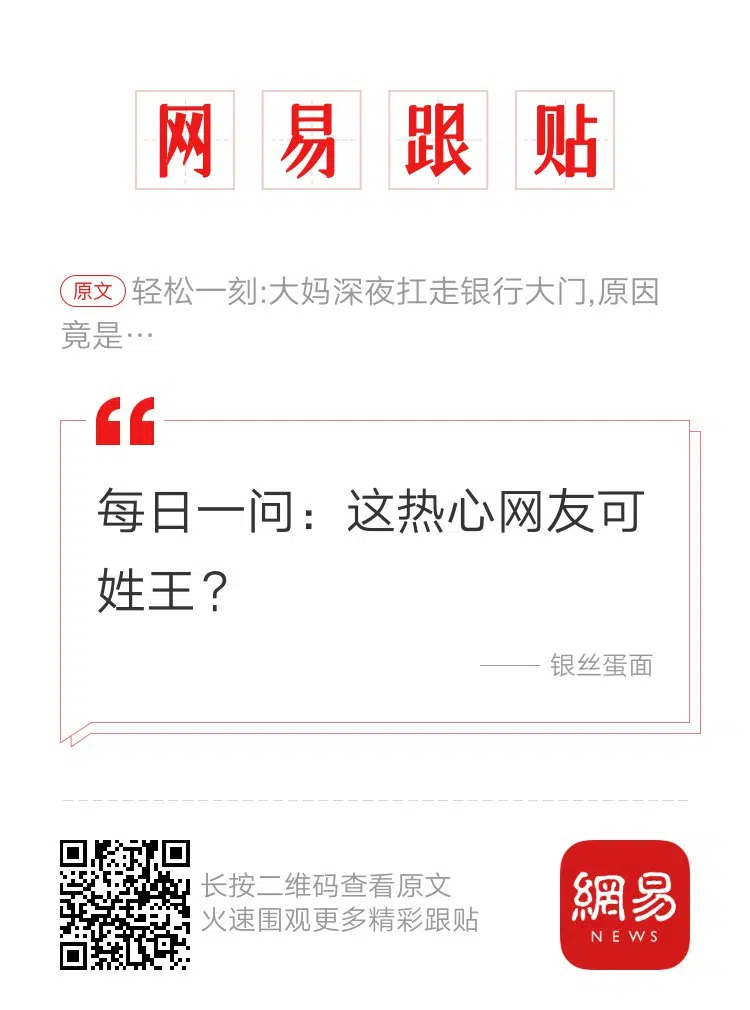 网易跟贴
原文 轻松一刻:大妈深夜扛走银行大门,原因
竟是…
每日一问：这热心网友可
姓王？
—— 银丝蛋面
长按二维码查看原文
火速围观更多精彩跟贴
網易
NEWS